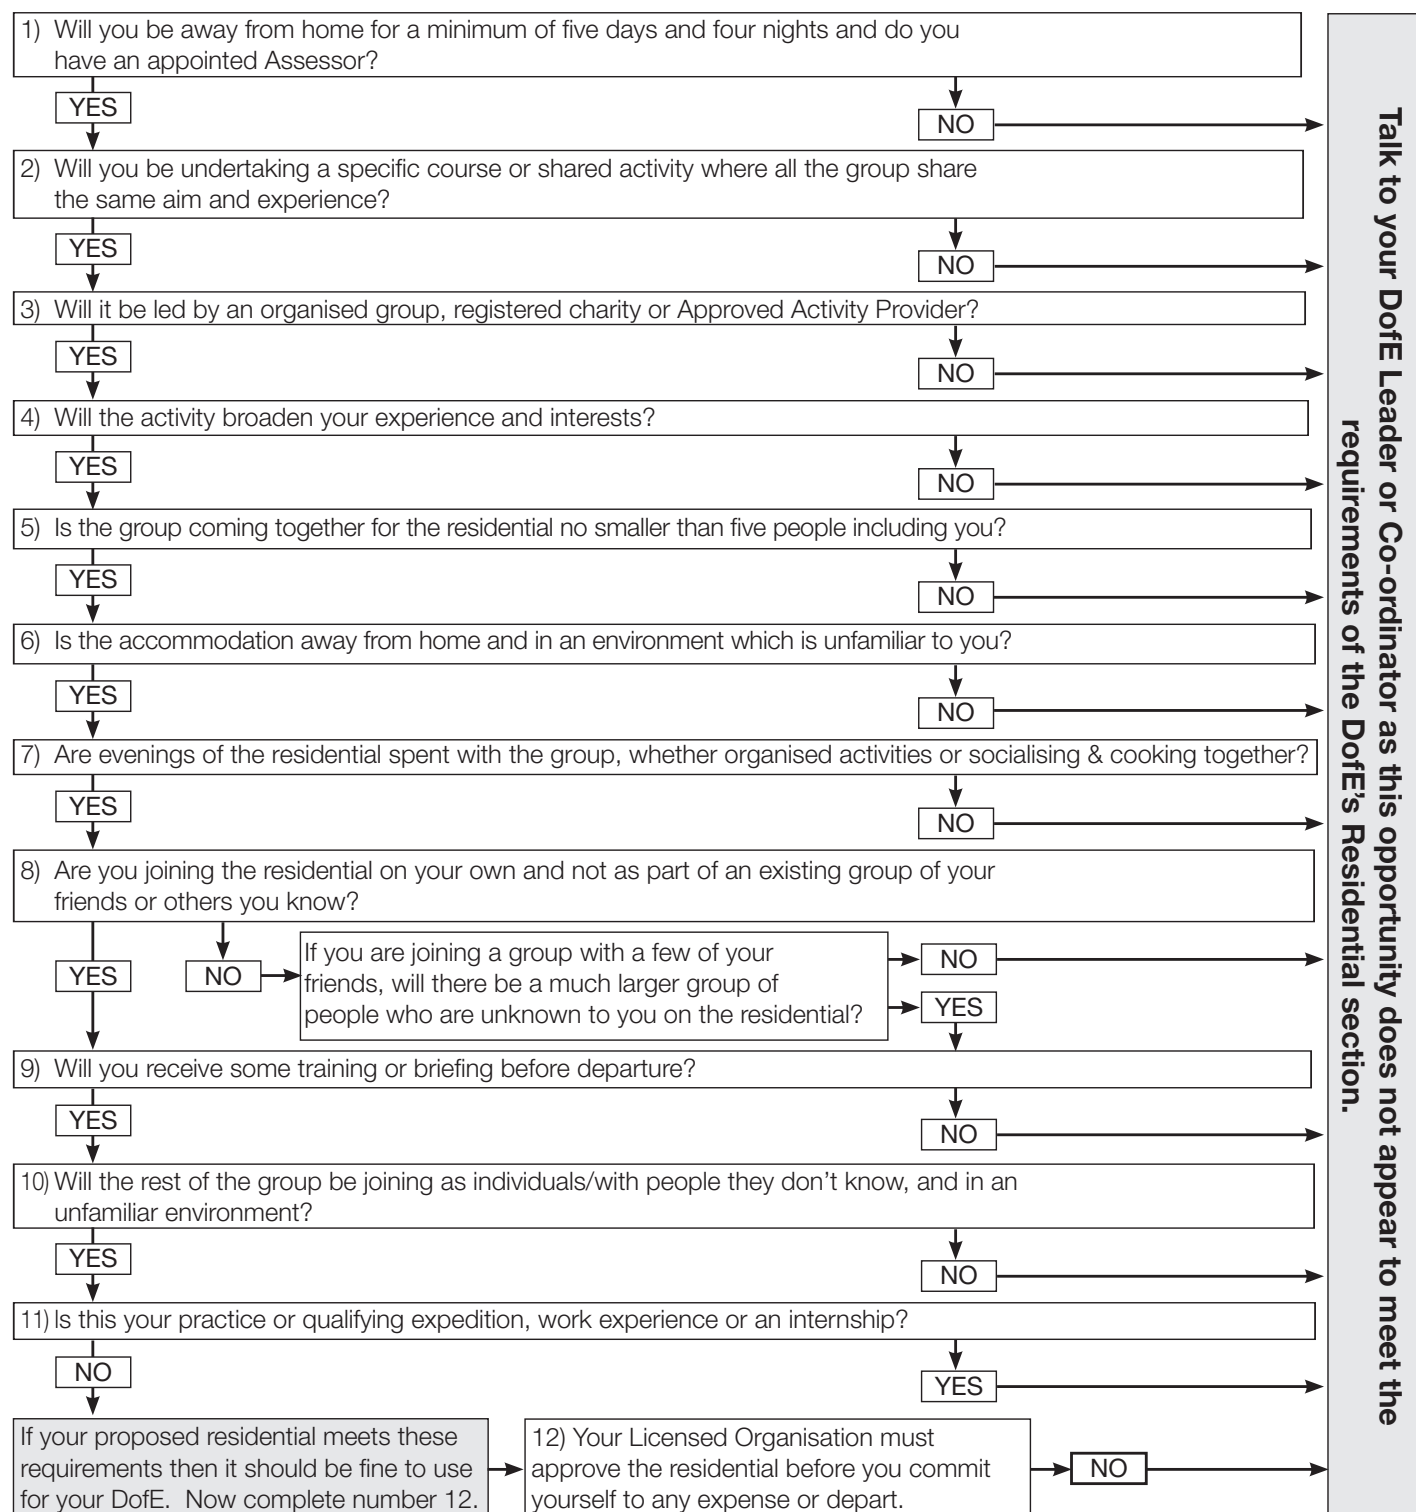 1) Will you be away from home for a minimum of five days and four nights and do you
have an appointed Assessor?
YES
NO
2) Will you be undertaking a specific course or shared activity where all the group share
the same aim and experience?
YES
NO
3) Will it be led by an organised group, registered charity or Approved Activity Provider?
YES
NO
4) Will the activity broaden your experience and interests?
YES
NO
5) Is the group coming together for the residential no smaller than five people including you?
YES
NO
6) Is the accommodation away from home and in an environment which is unfamiliar to you?
YES
NO
7) Are evenings of the residential spent with the group, whether organised activities or socialising & cooking together?
YES
NO
8) Are you joining the residential on your own and not as part of an existing group of your
friends or others you know?
YES
NO
If you are joining a group with a few of your
friends, will there be a much larger group of
people who are unknown to you on the residential?
NO
YES
9) Will you receive some training or briefing before departure?
YES
NO
10) Will the rest of the group be joining as individuals/with people they don't know, and in an
unfamiliar environment?
YES
NO
11) Is this your practice or qualifying expedition, work experience or an internship?
NO
YES
If your proposed residential meets these
requirements then it should be fine to use
for your DofE. Now complete number 12.
12) Your Licensed Organisation must
approve the residential before you commit
yourself to any expense or depart.
NO
Talk to your DofE Leader or Co-ordinator as this opportunity does not appear to meet the
requirements of the DofE's Residential section.